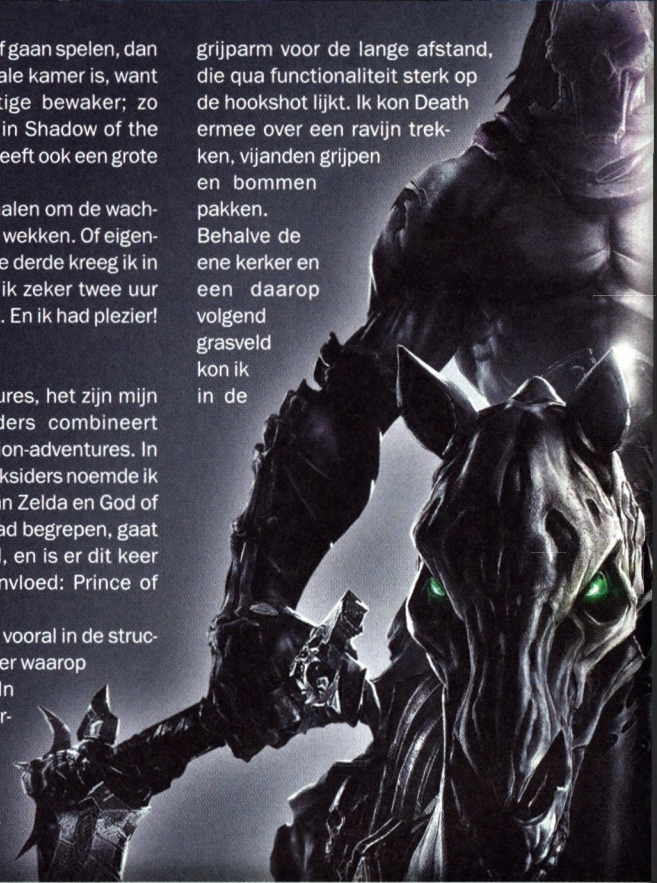 f gaan spelen, dan
ale kamer is, want
tige bewaker; zo
in Shadow of the
eeft ook een grote
alen om de wach-
wekken. Of eigen-
e derde kreeg ik in
ik zeker twee uur
. En ik had plezier!
ures, het zijn mijn
ders combineert
ion-adventures. In
ksiders noemde ik
n Zelda en God of
ad begrepen, gaat
, en is er dit keer
nvloed: Prince of
vooral in de struc-
er waarop
In
r-
grijparm voor de lange afstand,
die qua functionaliteit sterk op
de hookshot lijkt. Ik kon Death
ermee over een ravijn trek-
ken, vijanden grijpen
en bommen
pakken.
Behalve de
ene kerker en
een daarop
volgend
grasveld
kon ik
in de